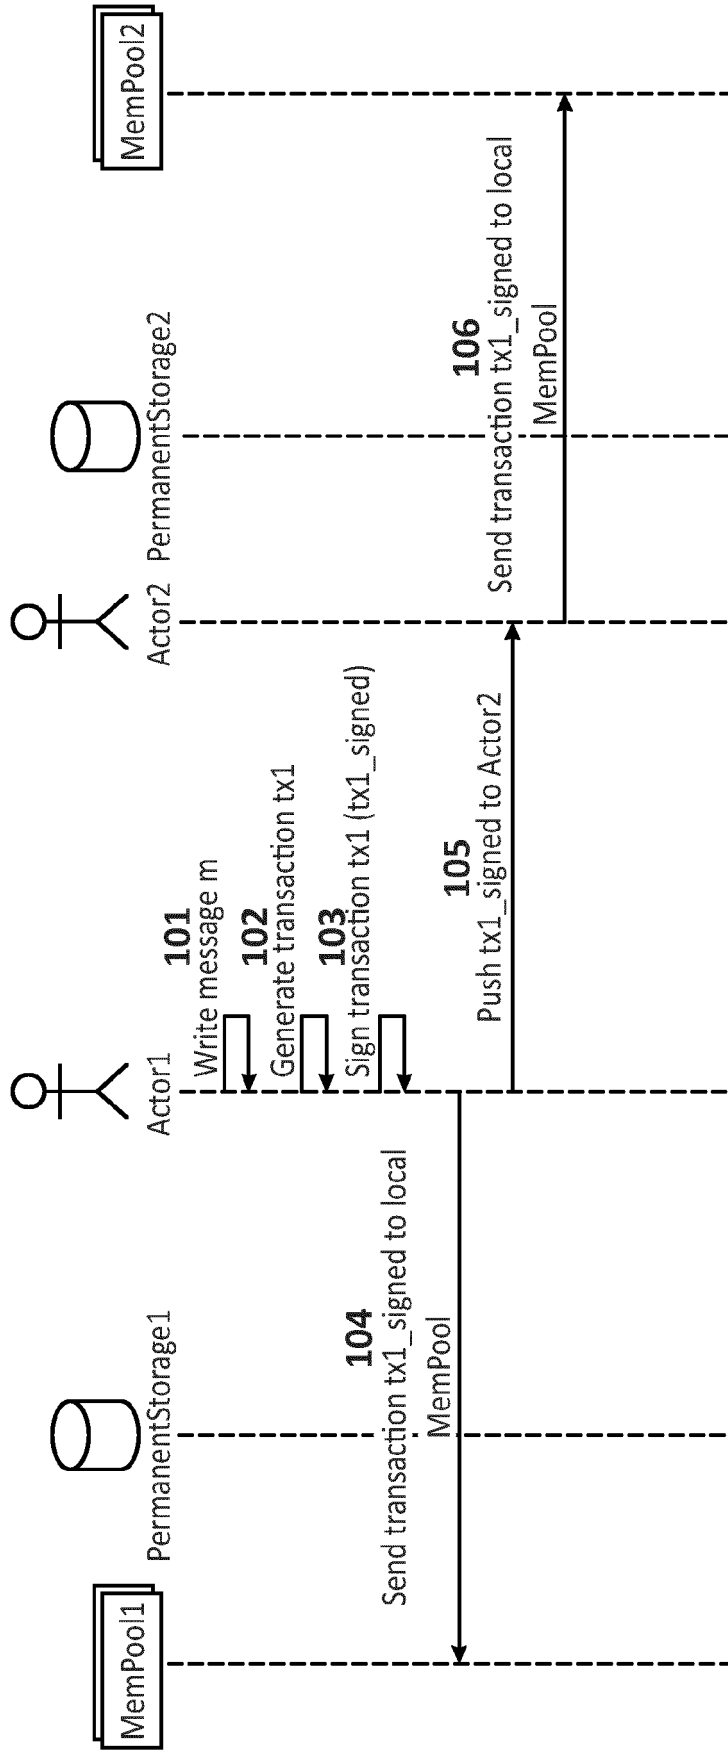 MemPool1
PermanentStorage1
Actor1
Actor2
PermanentStorage2
MemPool2
101
Write message m
102
Generate transaction tx1
103
Sign transaction tx1 (tx1_signed)
104
Send transaction tx1_signed to local
MemPool
105
Push tx1_signed to Actor2
106
Send transaction tx1_signed to local
MemPool